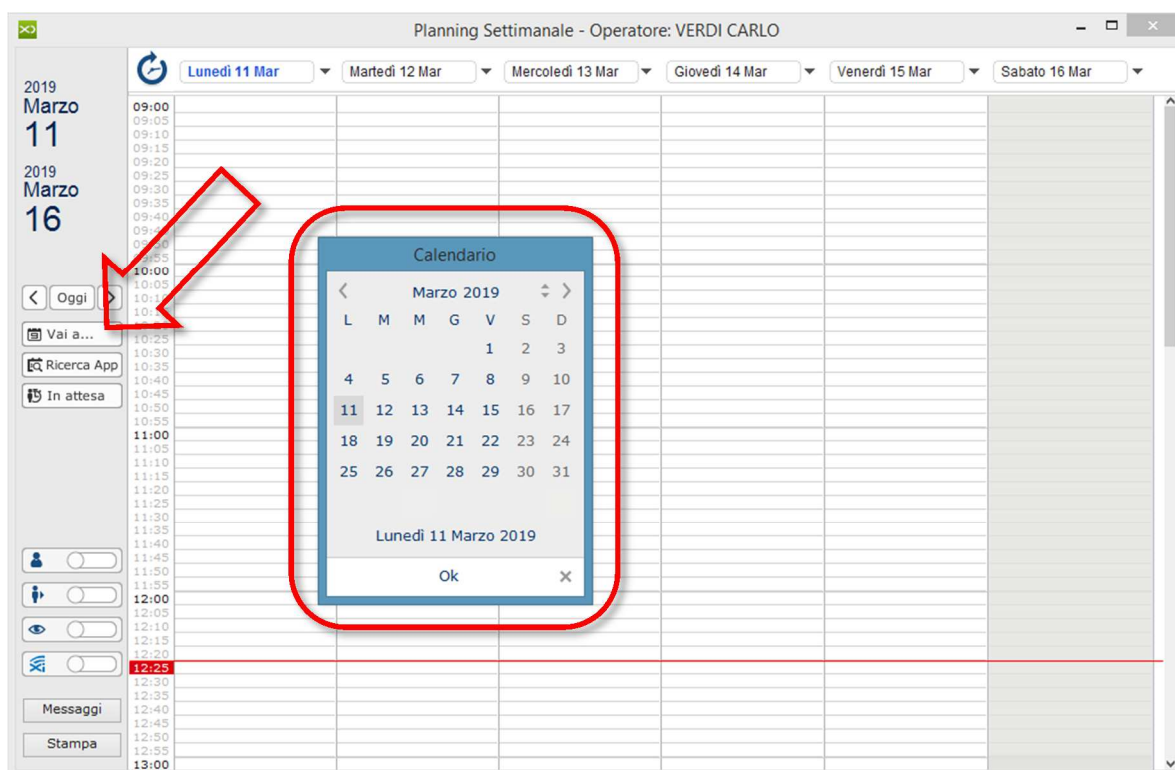 Planning Settimanale - Operatore: VERDI CARLO
Lunedì 11 Mar
Martedì 12 Mar
Mercoledì 13 Mar
Giovedì 14 Mar
Venerdì 15 Mar
Sabato 16 Mar
2019
Marzo
11
2019
Marzo
16
Oggi
Vai a...
Ricerca App
In attesa
Messaggi
Stampa
09:00
09:05
09:10
09:15
09:20
09:25
09:30
09:35
09:40
10:00
10:25
10:30
10:35
10:40
10:45
10:50
10:55
11:00
11:05
11:10
11:15
11:20
11:25
11:30
11:35
11:40
11:45
11:50
11:55
12:00
12:05
12:10
12:15
12:20
12:25
12:30
12:35
12:40
12:45
12:50
12:55
13:00
Calendario
Marzo 2019
L M M G V S D
1 2 3
4 5 6 7 8 9 10
11 12 13 14 15 16 17
18 19 20 21 22 23 24
25 26 27 28 29 30 31
Lunedì 11 Marzo 2019
Ok